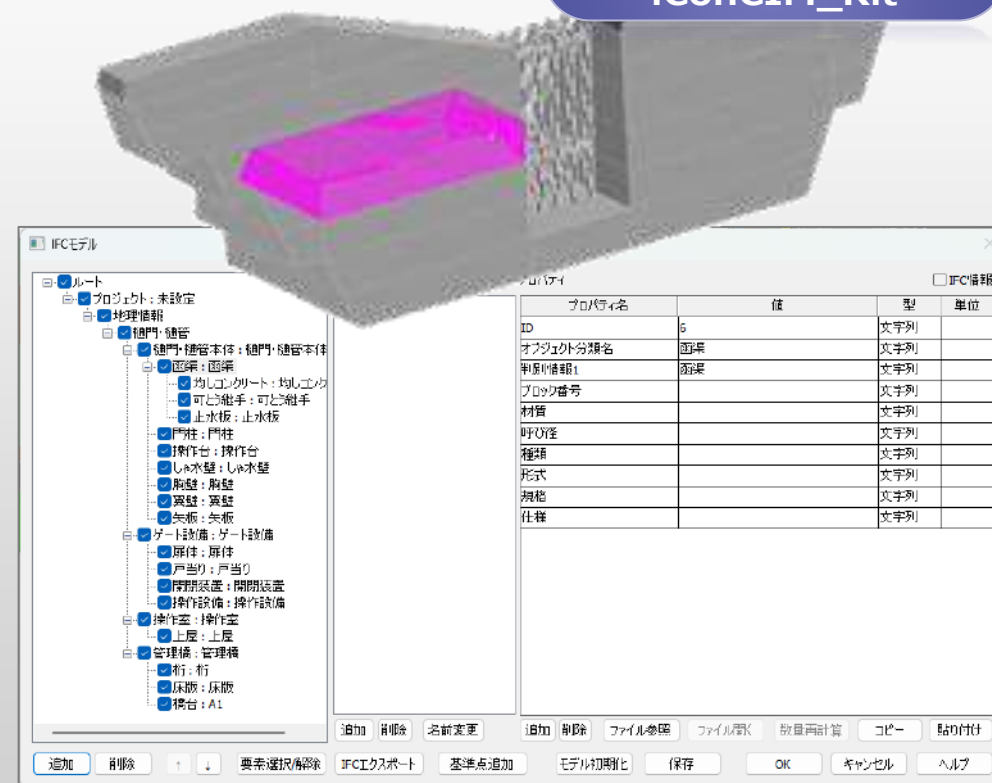 iConCIM_Kit
IFCモデル
ルート
プロジェクト : 未設定
地理情報
樋門・樋管
樋門・樋管本体 : 樋門・樋管本体
函渠 : 函渠
均しコンクリート : 均しコンク
可とう継手 : 可とう継手
止水板 : 止水板
門柱 : 門柱
操作台 : 操作台
しゃ水壁 : しゃ水壁
胸壁 : 胸壁
翼壁 : 翼壁
矢板 : 矢板
ゲート設備 : ゲート設備
扉体 : 扉体
戸当り : 戸当り
開閉装置 : 開閉装置
操作設備 : 操作設備
操作室 : 操作室
上屋 : 上屋
管理橋 : 管理橋
桁 : 桁
床版 : 床版
橋台 : A1
プロパティ
IFC情報
プロパティ名 値 型 単位
ID 6 文字列
オブジェクト分類名 函渠 文字列
判別情報1 函渠 文字列
ブロック番号 文字列
材質 文字列
呼び径 文字列
種類 文字列
形式 文字列
規格 文字列
仕様 文字列
追加 削除 名前変更 追加 削除 ファイル参照 ファイル開く 数量再計算 コピー 貼り付け
追加 削除 ↑ ↓ 要素選択/解除 IFCエクスポート 基準点追加 モデル初期化 保存 OK キャンセル ヘルプ